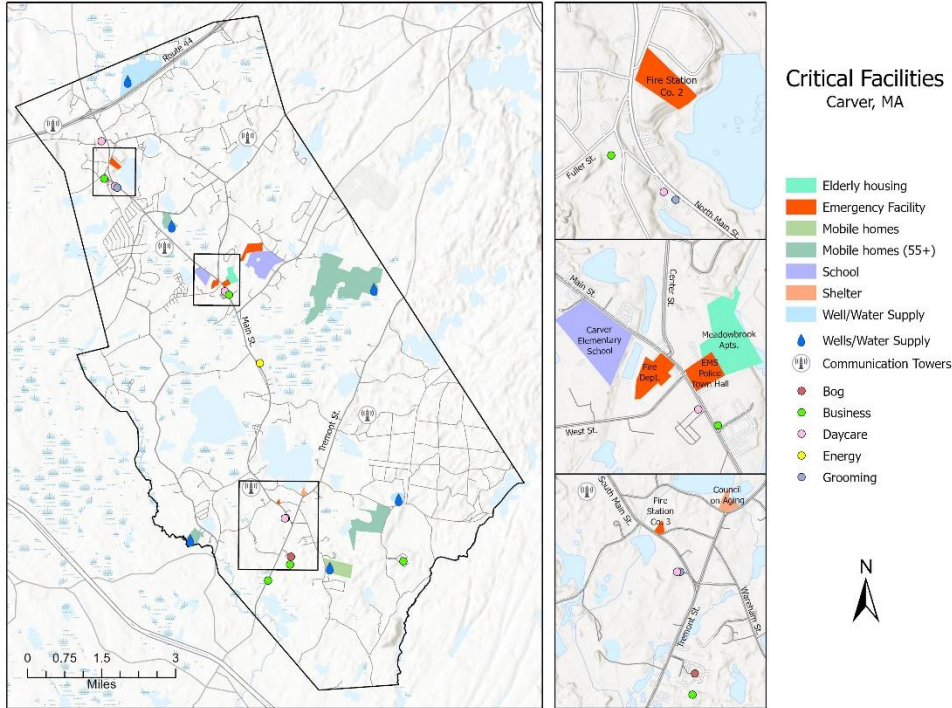 Route 44
Main St.
Tremont St.
0 0.75 1.5 3
Miles
Fire Station
Co. 2
Fuller St.
North Main St.
Main St.
Center St.
Carver
Elementary
School
Meadowbrook
Apts.
Fire
Dept.
EMS
Police
Town Hall
West St.
South Main St.
Fire
Station
Co. 3
Council
on Aging
Tremont St.
Wareham St.
Critical Facilities
Carver, MA
Elderly housing
Emergency Facility
Mobile homes
Mobile homes (55+)
School
Shelter
Well/Water Supply
Wells/Water Supply
Communication Towers
Bog
Business
Daycare
Energy
Grooming
N